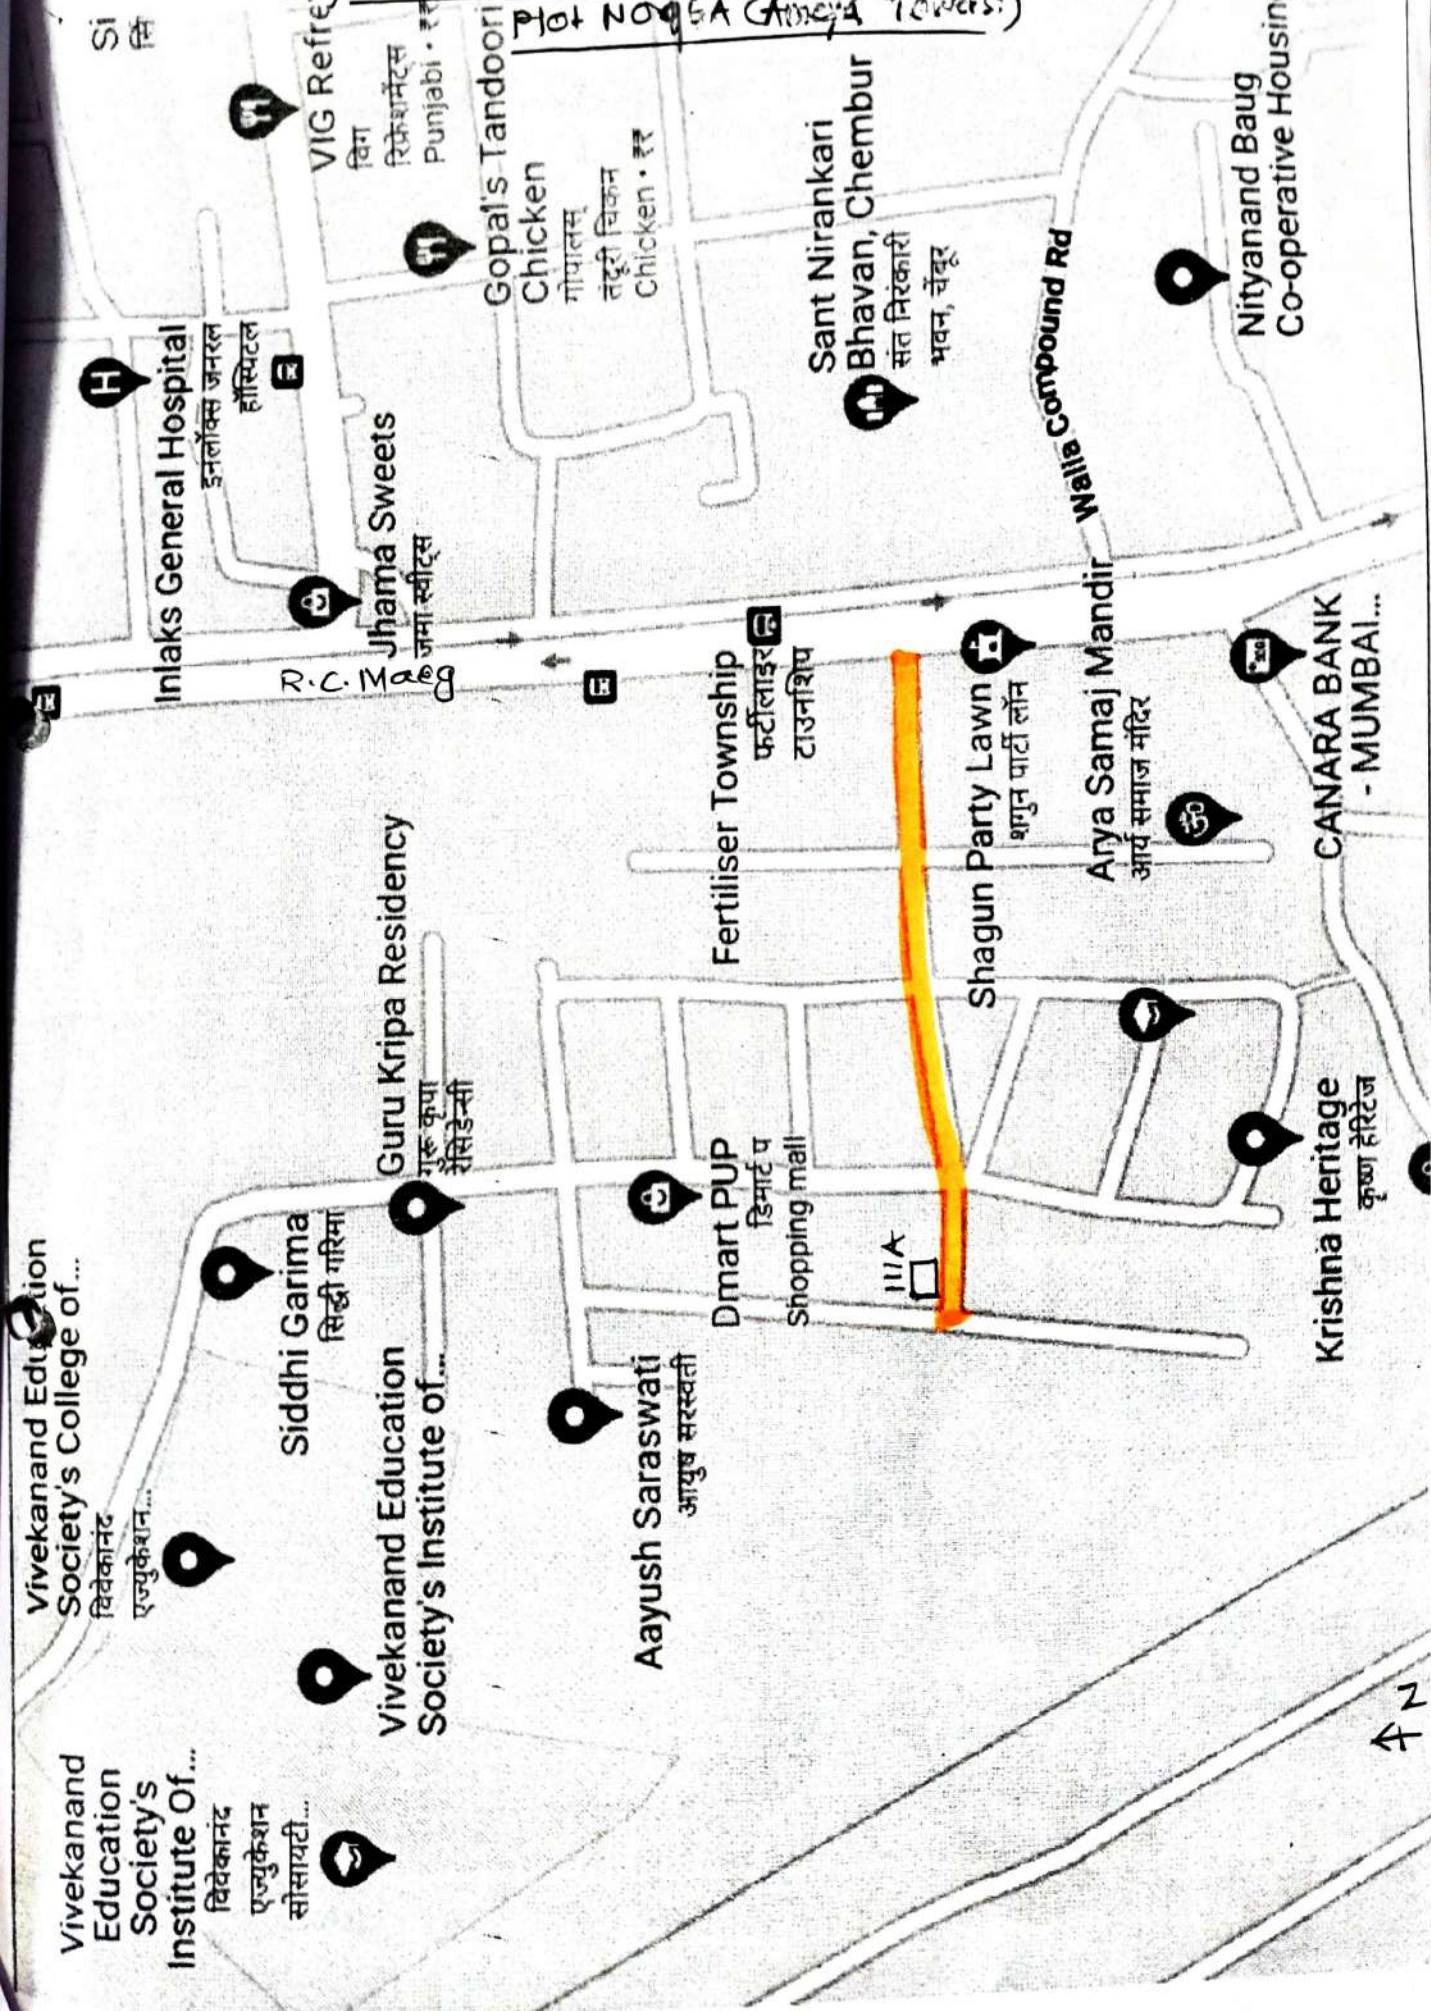 Plot No
Si
VIG Refre
विग
रिफ्रेशमेंट्स
Punjabi · ₹₹
Gopal's Tandoori
Chicken
गोपालस्
तंदूरी चिकन
Chicken · ₹₹
Inlaks General Hospital
इनलॉक्स जनरल
हॉस्पिटल
Jhama Sweets
जमा स्वीट्स
R.C. Marg
Sant Nirankari
Bhavan, Chembur
संत निरंकारी
भवन, चेंबूर
Walla Compound Rd
Nityanand Baug
Co-operative Housin
Fertiliser Township
फर्टीलाइर
टाउनशिप
Shagun Party Lawn
शगुन पार्टी लॉन
Arya Samaj Mandir
आर्य समाज मंदिर
CANARA BANK
- MUMBAI...
Guru Kripa Residency
गुरू कृपा
रेसिडेन्सी
Siddhi Garima
सिद्धी गरिमा
Dmart PUP
डिमार्ट प
Shopping mall
111A
Krishna Heritage
कृष्ण हेरिटेज
Vivekanand Education
Society's College of...
विवेकानंद
एज्युकेशन...
Vivekanand Education
Society's Institute of...
Aayush Saraswati
आयुष सरस्वती
Vivekanand
Education
Society's
Institute Of...
विवेकानंद
एज्युकेशन
सोसायटी...
N